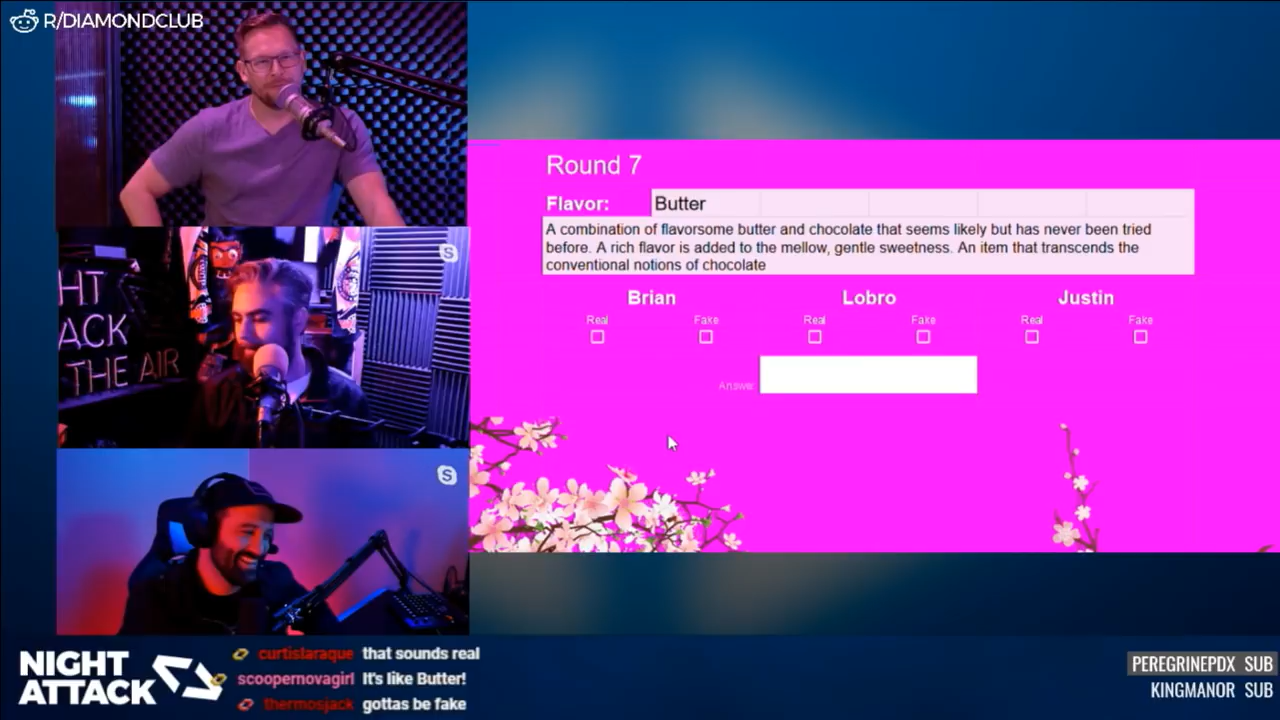 R/DIAMONDCLUB
HT
ACK
THE AIR
Round 7
Flavor: Butter
A combination of flavorsome butter and chocolate that seems likely but has never been tried
before. A rich flavor is added to the mellow, gentle sweetness. An item that transcends the
conventional notions of chocolate
Brian Lobro Justin
Real Fake Real Fake Real Fake
Answer
NIGHT
ATTACK
curtistaraque that sounds real
scoopernovagirl It's like Butter!
thermosjack gottas be fake
PEREGRINEPDX SUB
KINGMANOR SUB